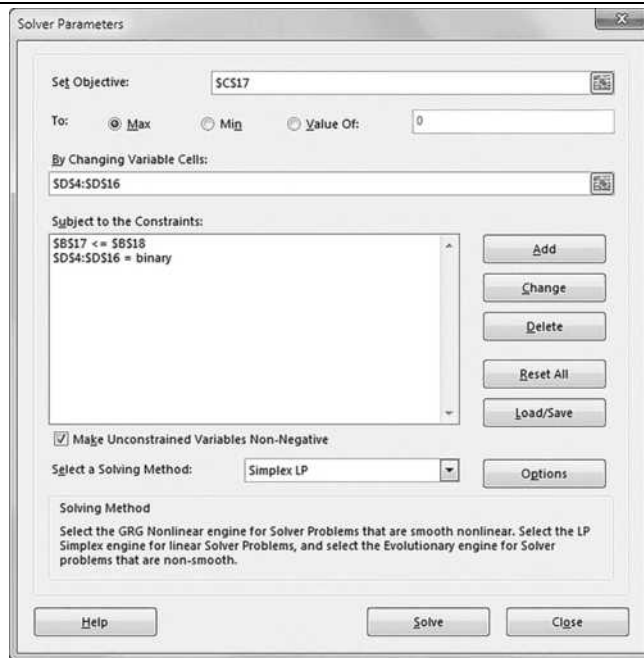 Solver Parameters
Set Objective: $C$17
To: Max Min Value Of: 0
By Changing Variable Cells:
$D$4:$D$16
Subject to the Constraints:
$B$17 <= $B$18
$D$4:$D$16 = binary
Add
Change
Delete
Reset All
Load/Save
Make Unconstrained Variables Non-Negative
Select a Solving Method: Simplex LP Options
Solving Method
Select the GRG Nonlinear engine for Solver Problems that are smooth nonlinear. Select the LP
Simplex engine for linear Solver Problems, and select the Evolutionary engine for Solver
problems that are non-smooth.
Help Solve Close